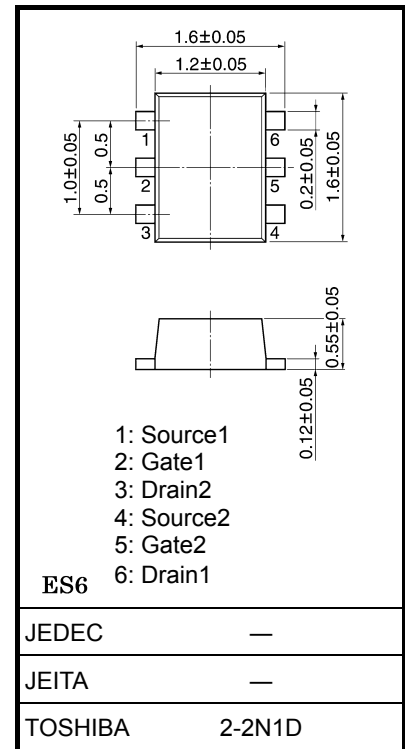 1.6±0.05
1.2±0.05
1.0±0.05
0.5
0.5
1
2
3
6
5
4
0.2±0.05
1.6±0.05
0.55±0.05
0.12±0.05
1: Source1
2: Gate1
3: Drain2
4: Source2
5: Gate2
6: Drain1
ES6
JEDEC —
JEITA —
TOSHIBA 2-2N1D